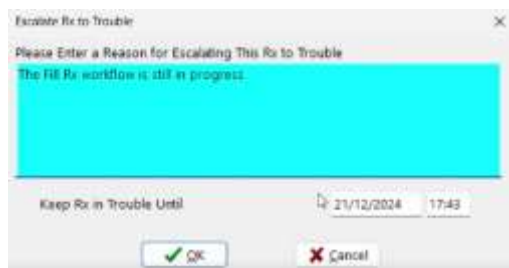 Escalate Rx to Trouble
Please Enter a Reason for Escalating This Rx to Trouble
The Fill Rx workflow is still in progress
Keep Rx in Trouble Until 21/12/2024 17:43
OK Cancel